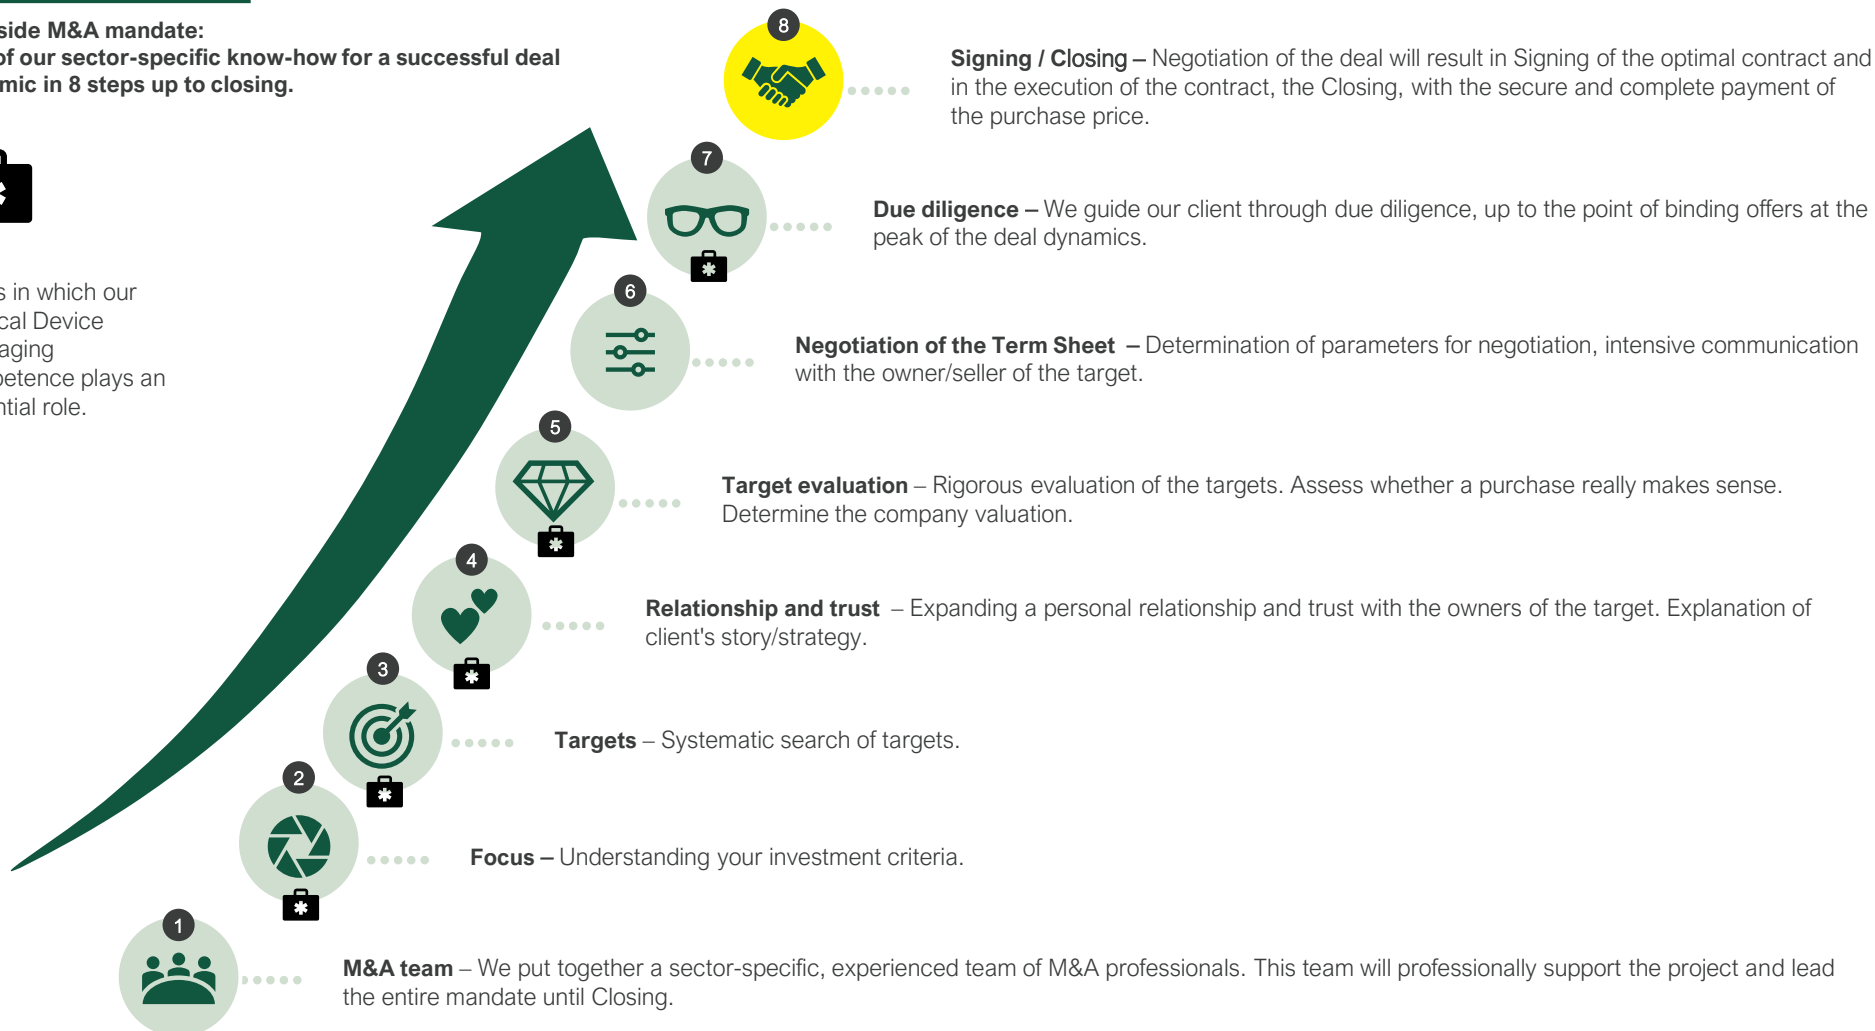 side M&A mandate:
of our sector-specific know-how for a successful deal
in 8 steps up to closing.
s in which our
Device
plays an
role.
8
Signing / Closing – Negotiation of the deal will result in Signing of the optimal contract and
in the execution of the contract, the Closing, with the secure and complete payment of
the purchase price.
7
Due diligence – We guide our client through due diligence, up to the point of binding offers at the
peak of the deal dynamics.
6
Negotiation of the Term Sheet – Determination of parameters for negotiation, intensive communication
with the owner/seller of the target.
5
Target evaluation – Rigorous evaluation of the targets. Assess whether a purchase really makes sense.
Determine the company valuation.
4
Relationship and trust – Expanding a personal relationship and trust with the owners of the target. Explanation of
client's story/strategy.
3
Targets – Systematic search of targets.
2
Focus – Understanding your investment criteria.
1
M&A team – We put together a sector-specific, experienced team of M&A professionals. This team will professionally support the project and lead
the entire mandate until Closing.